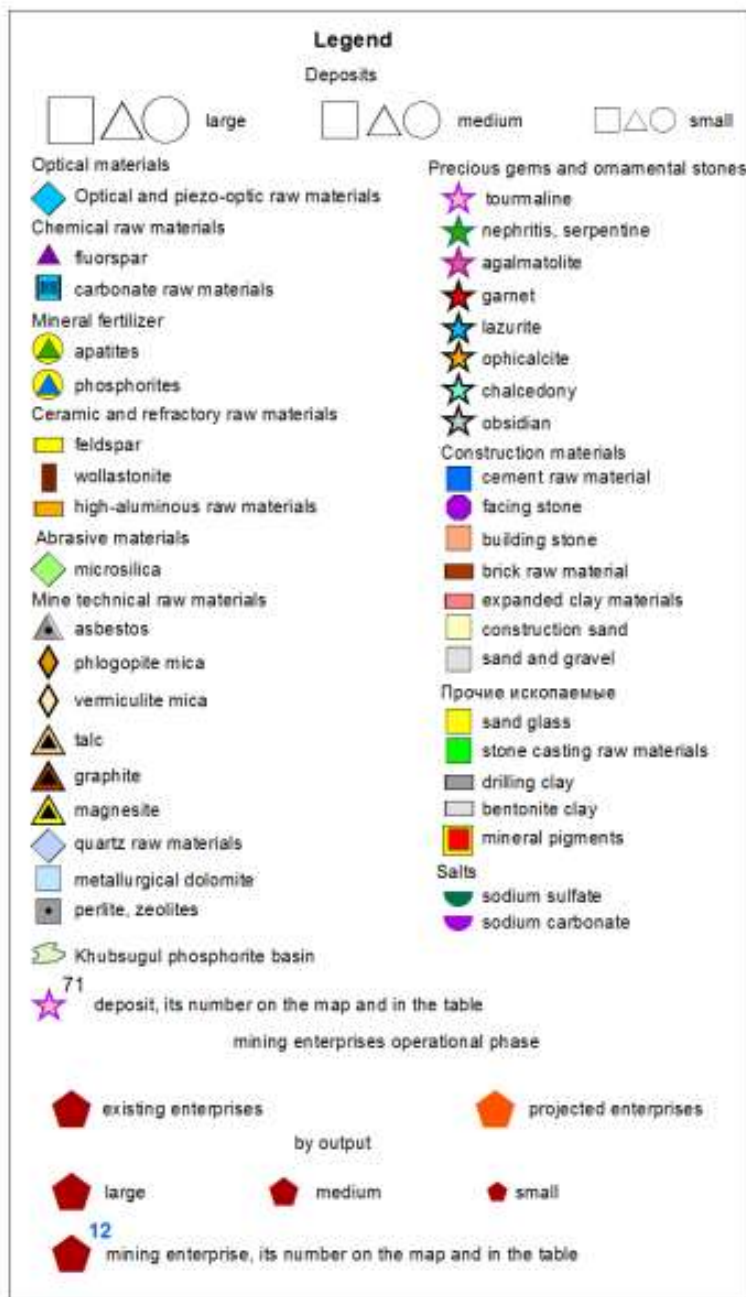 Legend
Deposits
large medium small
Optical materials
Optical and piezo-optic raw materials
Chemical raw materials
fluorspar
carbonate raw materials
Mineral fertilizer
apatites
phosphorites
Ceramic and refractory raw materials
feldspar
wollastonite
high-aluminous raw materials
Abrasive materials
microsilica
Mine technical raw materials
asbestos
phlogopite mica
vermiculite mica
talc
graphite
magnesite
quartz raw materials
metallurgical dolomite
perlite, zeolites
Khubsugul phosphorite basin
Precious gems and ornamental stones
tourmaline
nephritis, serpentine
agalmatolite
garnet
lazurite
ophicalcite
chalcedony
obsidian
Construction materials
cement raw material
facing stone
building stone
brick raw material
expanded clay materials
construction sand
sand and gravel
Прочие ископаемые
sand glass
stone casting raw materials
drilling clay
bentonite clay
mineral pigments
Salts
sodium sulfate
sodium carbonate
71
deposit, its number on the map and in the table
mining enterprises operational phase
existing enterprises projected enterprises
by output
large medium small
12
mining enterprise, its number on the map and in the table